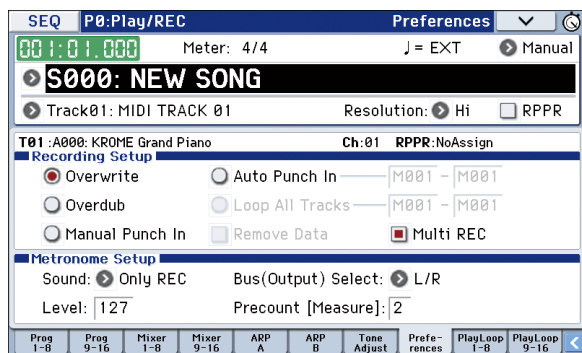 SEQ P0:Play/REC Preferences
001:01.000 Meter: 4/4 ♩= EXT Manual
S000: NEW SONG
Track01: MIDI TRACK 01 Resolution: Hi RPPR
T01 :A000: KROME Grand Piano Ch:01 RPPR:NoAssign
Recording Setup
Overwrite Auto Punch In M001 - M001
Overdub Loop All Tracks M001 - M001
Manual Punch In Remove Data Multi REC
Metronome Setup
Sound: Only REC Bus(Output) Select: L/R
Level: 127 Precount [Measure]: 2
Prog 1-8 Prog 9-16 Mixer 1-8 Mixer 9-16 ARP A ARP B Tone Adjust Prefe-rences PlayLoop 1-8 PlayLoop 9-16